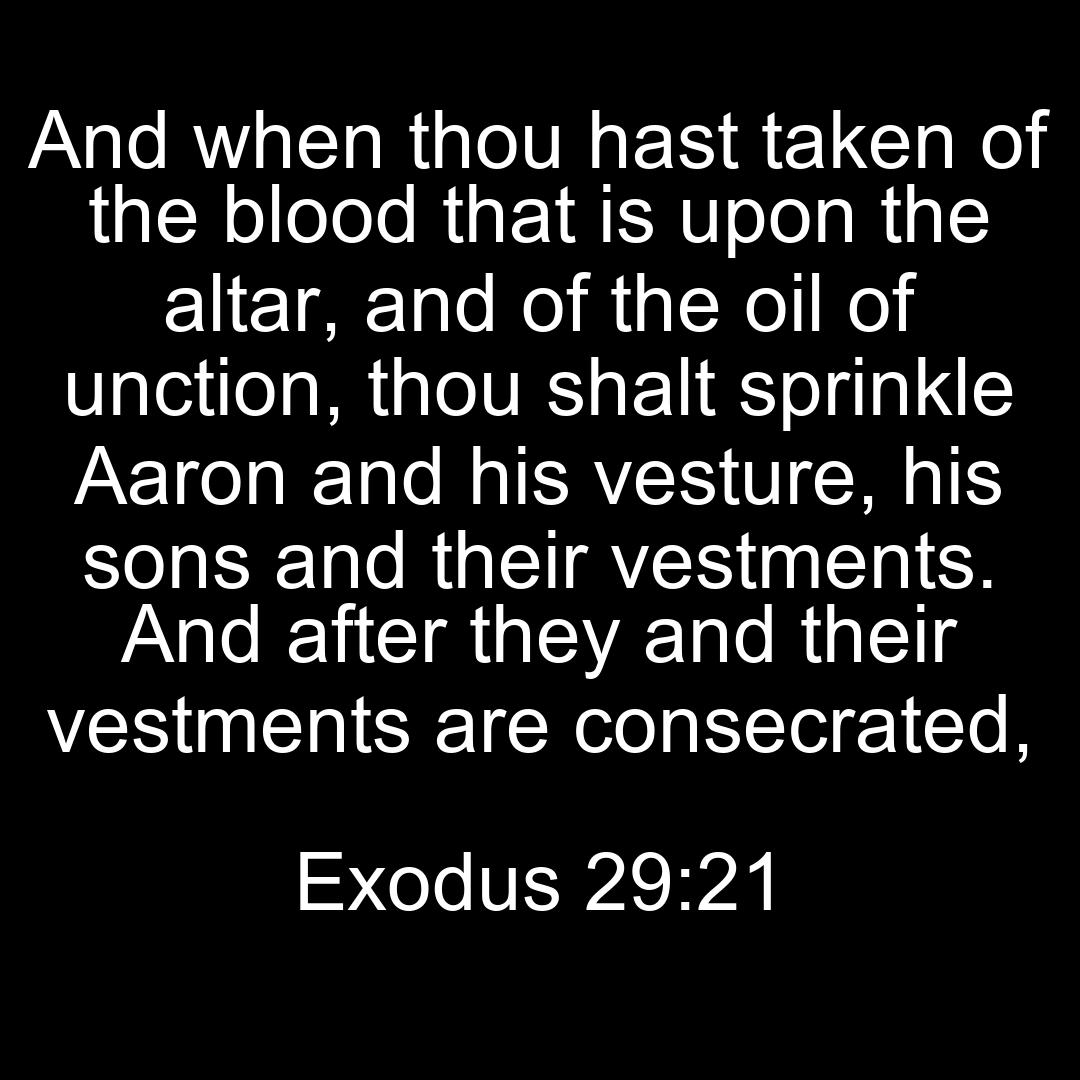 And when thou hast taken of
the blood that is upon the
altar, and of the oil of
unction, thou shalt sprinkle
Aaron and his vesture, his
sons and their vestments.
And after they and their
vestments are consecrated,
Exodus 29:21